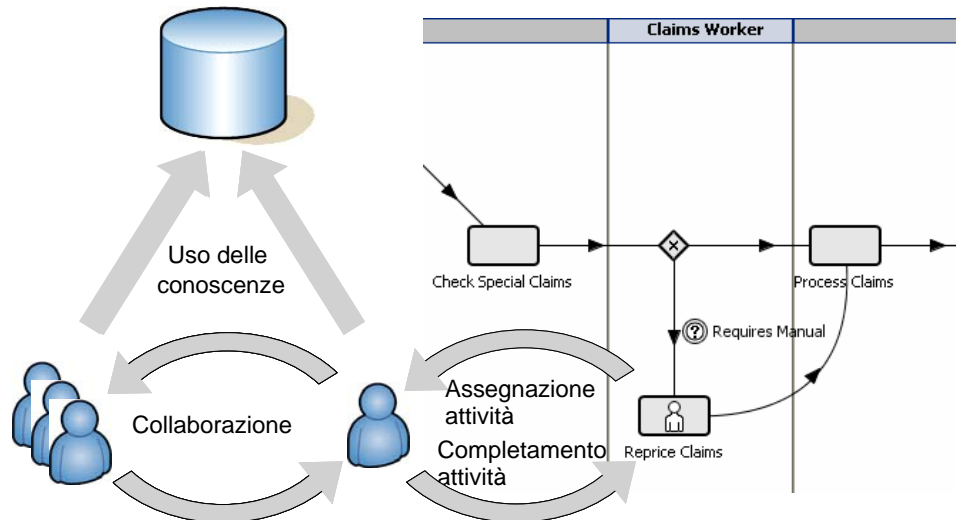 Claims Worker
Uso delle
conoscenze
Check Special Claims
Process Claims
Requires Manual
Collaborazione
Assegnazione
attività
Completamento
attività
Reprice Claims